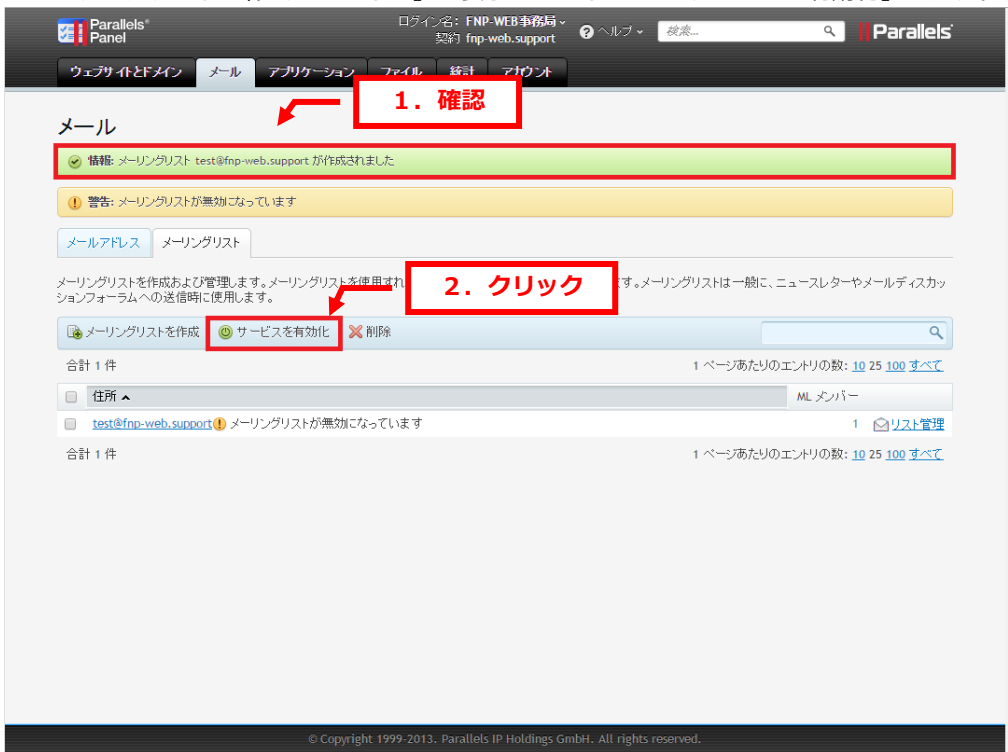 Parallels®
Panel
ログイン名: FNP-WEB事務局
契約 fnp-web.support
ヘルプ
検索...
Parallels
ウェブサイトとドメイン メール アプリケーション ファイル 統計 アカウント
1. 確認
メール
情報: メーリングリスト test@fnp-web.support が作成されました
警告: メーリングリストが無効になっています
メールアドレス メーリングリスト
メーリングリストを作成および管理します。メーリングリストを使用すれ
2. クリック
ます。メーリングリストは一般に、ニュースレターやメールディスカッ
ションフォーラムへの送信時に使用します。
メーリングリストを作成 サービスを有効化 削除
合計 1 件 1 ページあたりのエントリの数: 10 25 100 すべて
住所 ML メンバー
test@fnp-web.support メーリングリストが無効になっています 1 リスト管理
合計 1 件 1 ページあたりのエントリの数: 10 25 100 すべて
© Copyright 1999-2013. Parallels IP Holdings GmbH. All rights reserved.